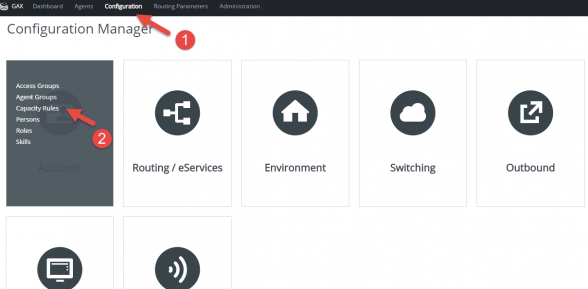 GAX Dashboard Agents Configuration Routing Parameters Administration
Configuration Manager
1
Access Groups
Agent Groups
Capacity Rules
Persons
Roles
Skills
2
Accounts
Routing / eServices
Environment
Switching
Outbound